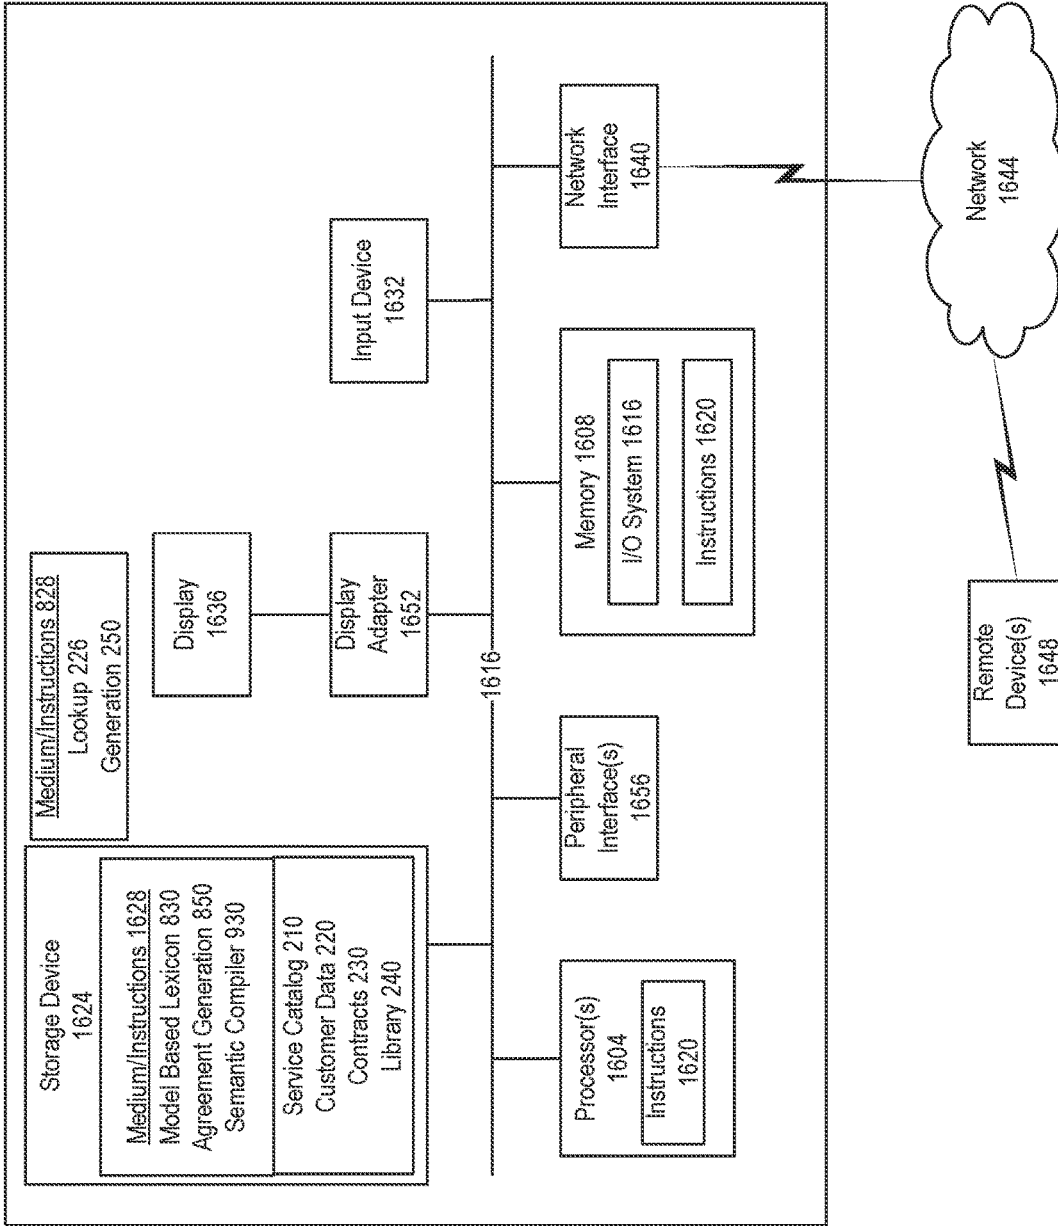 Storage Device
1624
Medium/Instructions 1628
Model Based Lexicon 830
Agreement Generation 850
Semantic Compiler 930
Service Catalog 210
Customer Data 220
Contracts 230
Library 240
Medium/Instructions 828
Lookup 226
Generation 250
Display
1636
Display
Adapter
1652
Input Device
1632
1616
Processor(s)
1604
Instructions
1620
Peripheral
Interface(s)
1656
Memory 1608
I/O System 1616
Instructions 1620
Network
Interface
1640
Remote
Device(s)
1648
Network
1644